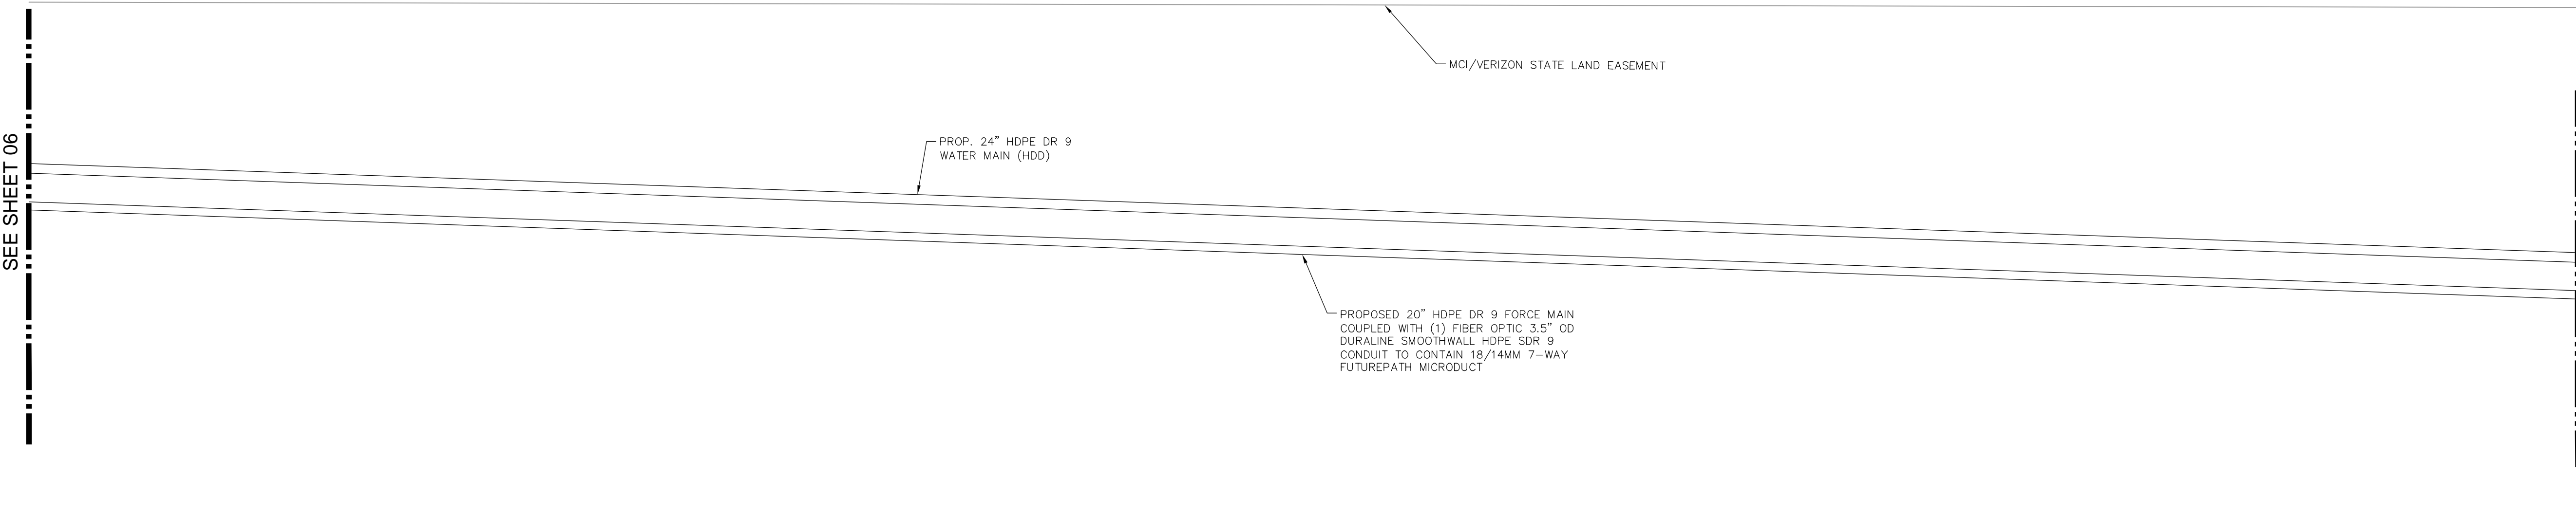 MCI/VERIZON STATE LAND EASEMENT
PROP. 24" HDPE DR 9
WATER MAIN (HDD)
SEE SHEET 06
PROPOSED 20" HDPE DR 9 FORCE MAIN
COUPLED WITH (1) FIBER OPTIC 3.5" OD
DURALINE SMOOTHWALL HDPE SDR 9
CONDUIT TO CONTAIN 18/14MM 7-WAY
FUTUREPATH MICRODUCT